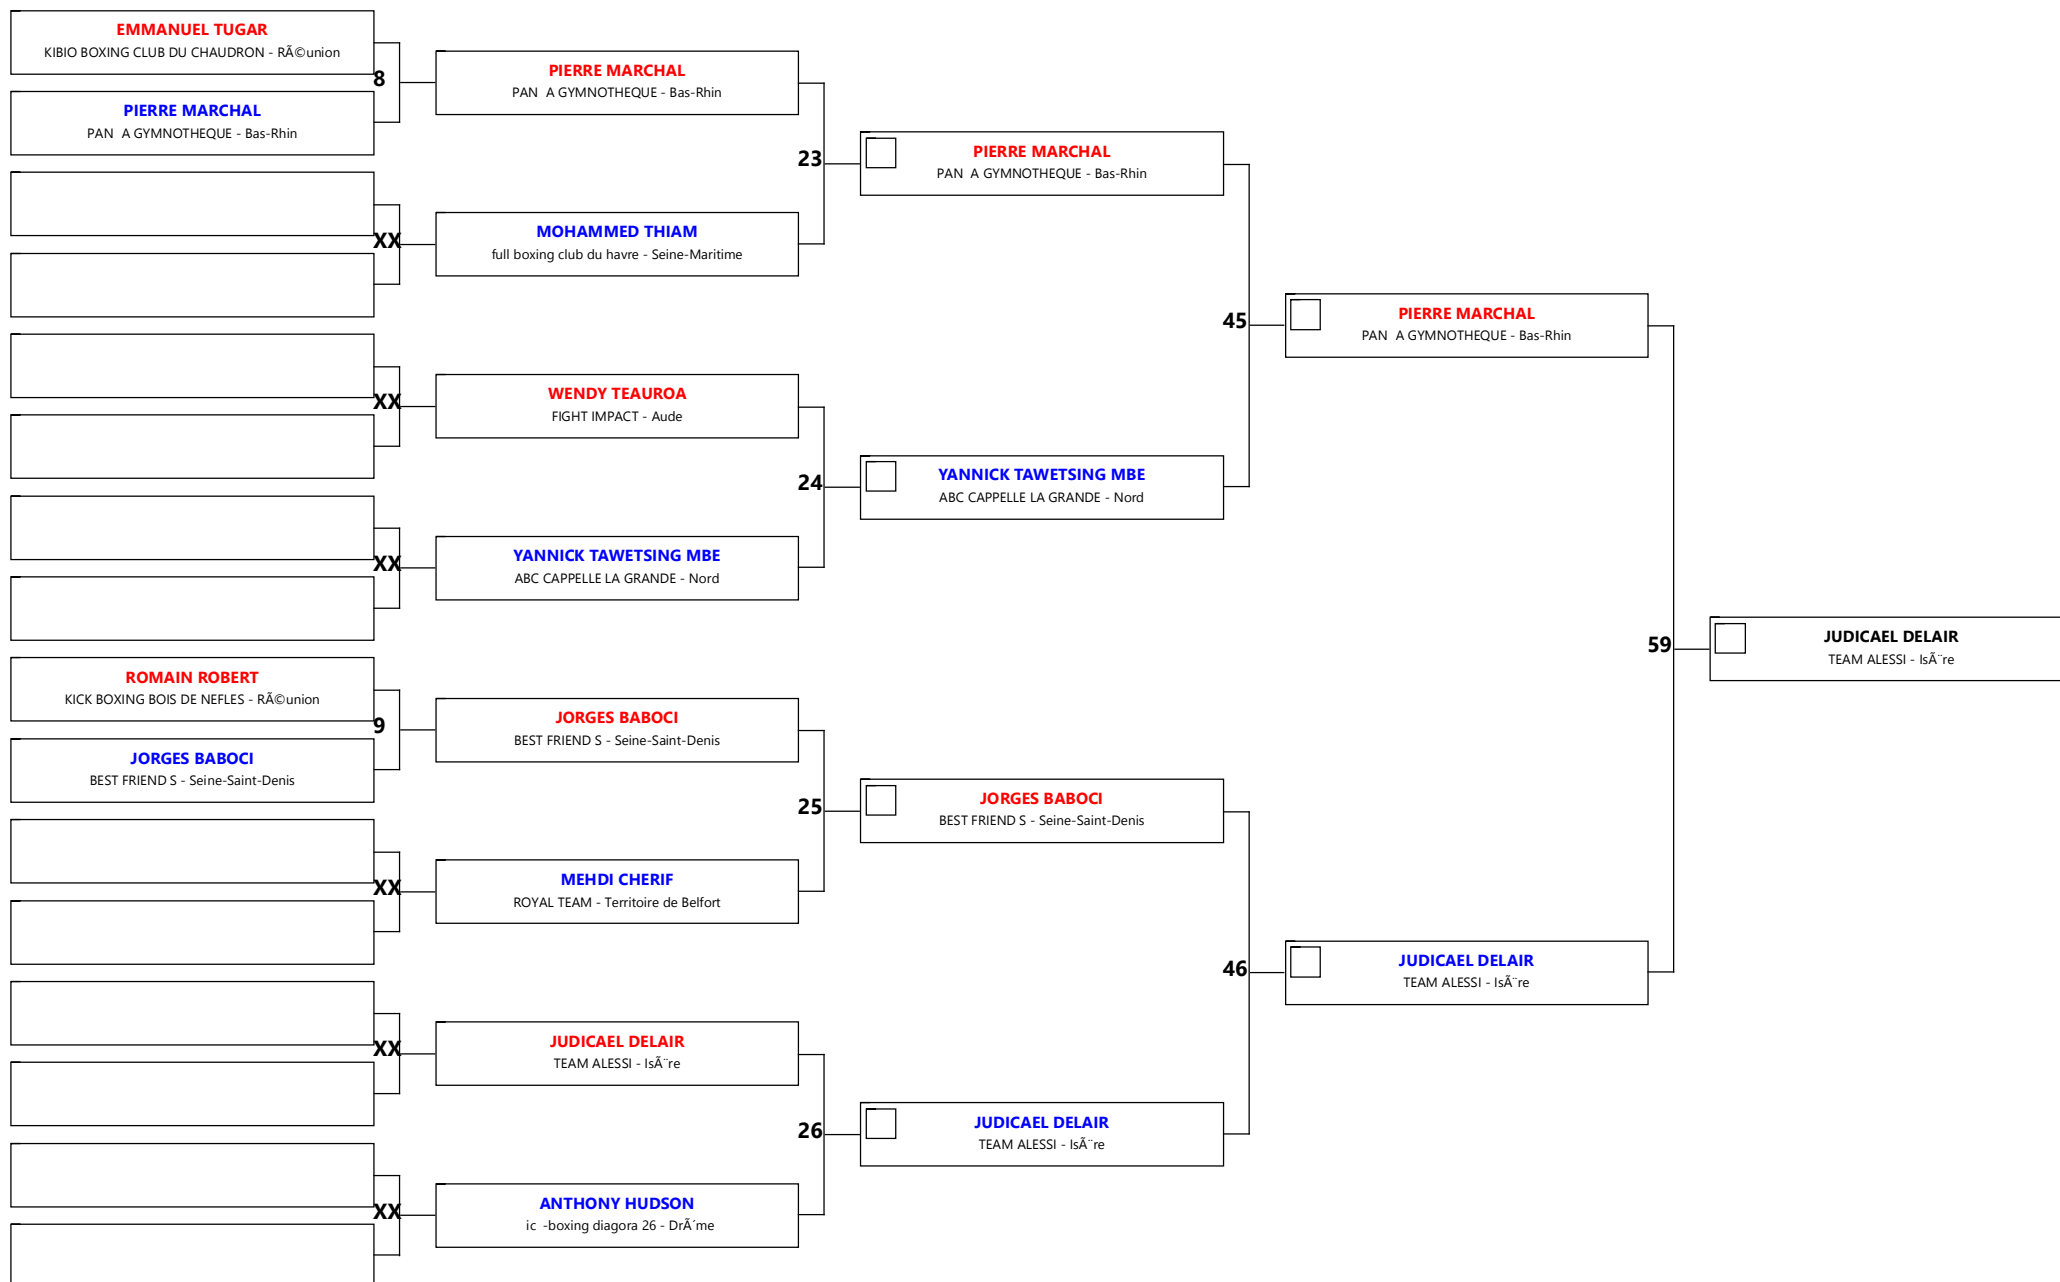 EMMANUEL TUGAR
KIBIO BOXING CLUB DU CHAUDRON - RÃ©union
8
PIERRE MARCHAL
PAN  A GYMNOTHEQUE - Bas-Rhin
PIERRE MARCHAL
PAN  A GYMNOTHEQUE - Bas-Rhin
23
PIERRE MARCHAL
PAN  A GYMNOTHEQUE - Bas-Rhin
XX
MOHAMMED THIAM
full boxing club du havre - Seine-Maritime
45
PIERRE MARCHAL
PAN  A GYMNOTHEQUE - Bas-Rhin
XX
WENDY TEAUROA
FIGHT IMPACT - Aude
24
YANNICK TAWETSING MBE
ABC CAPPELLE LA GRANDE - Nord
XX
YANNICK TAWETSING MBE
ABC CAPPELLE LA GRANDE - Nord
59
JUDICAEL DELAIR
TEAM ALESSI - IsÃ¨re
ROMAIN ROBERT
KICK BOXING BOIS DE NEFLES - RÃ©union
9
JORGES BABOCI
BEST FRIEND S - Seine-Saint-Denis
JORGES BABOCI
BEST FRIEND S - Seine-Saint-Denis
25
JORGES BABOCI
BEST FRIEND S - Seine-Saint-Denis
XX
MEHDI CHERIF
ROYAL TEAM - Territoire de Belfort
46
JUDICAEL DELAIR
TEAM ALESSI - IsÃ¨re
XX
JUDICAEL DELAIR
TEAM ALESSI - IsÃ¨re
26
JUDICAEL DELAIR
TEAM ALESSI - IsÃ¨re
XX
ANTHONY HUDSON
ic  -boxing diagora 26 - DrÃ´me